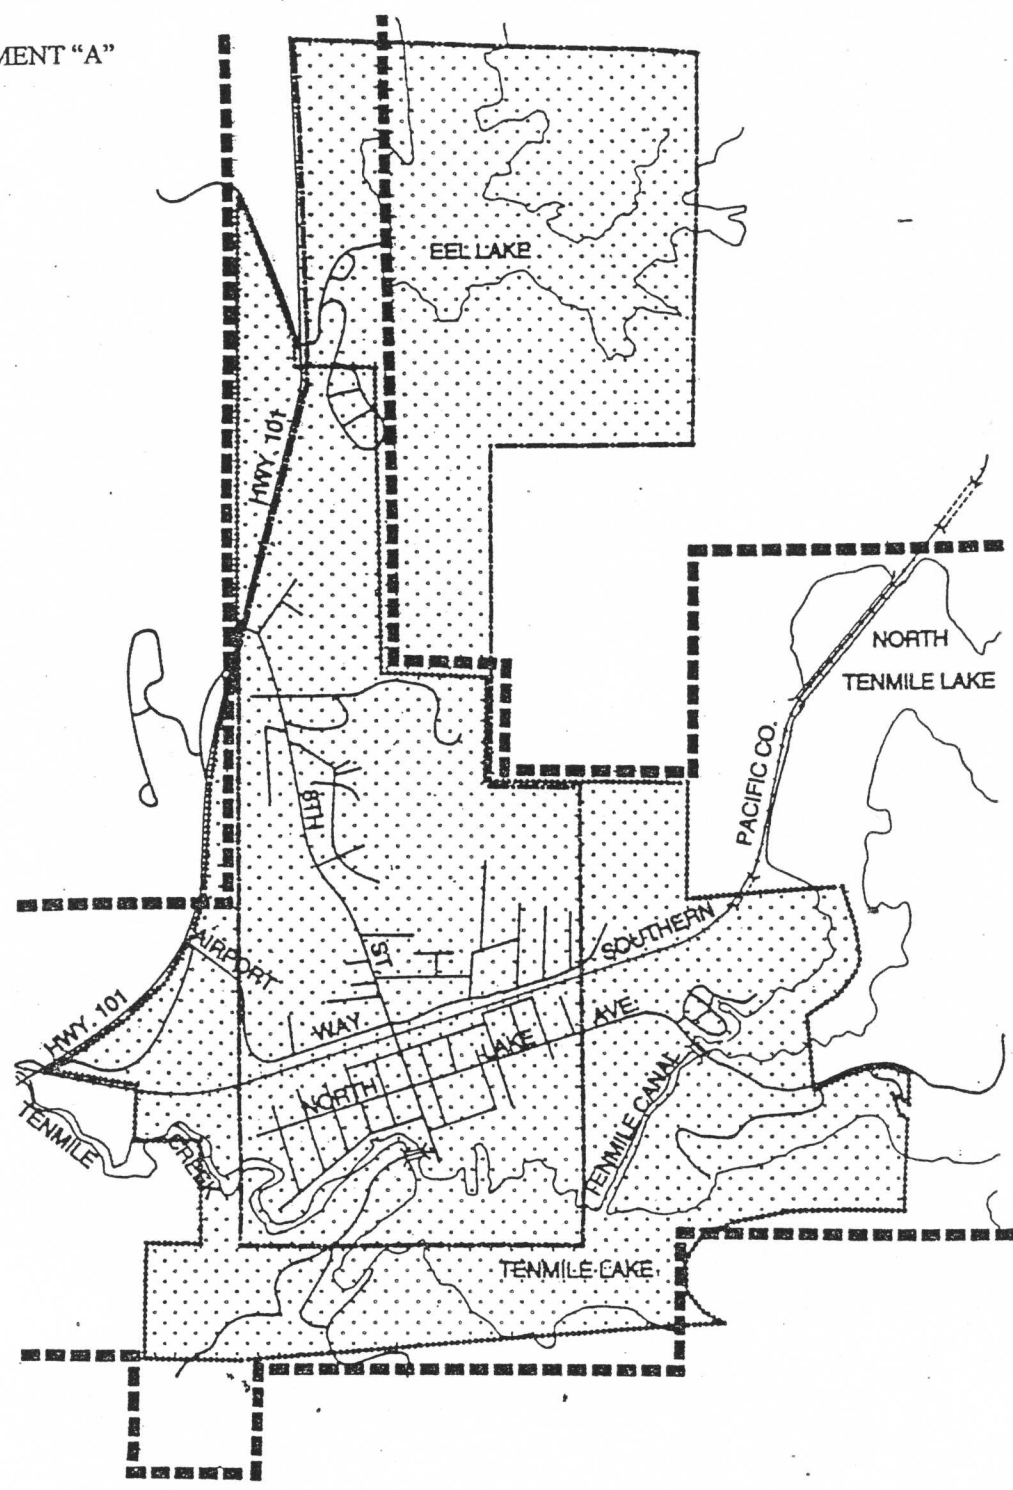 MENT "A"
EEL LAKE
HWY. 101
NORTH
TENMILE LAKE
PACIFIC CO.
8TH
ST.
SOUTHERN
AIRPORT
WAY
HWY. 101
LAKE
AVE.
NORTH
TENMILE CANAL
TENMILE
CREEK
TENMILE LAKE